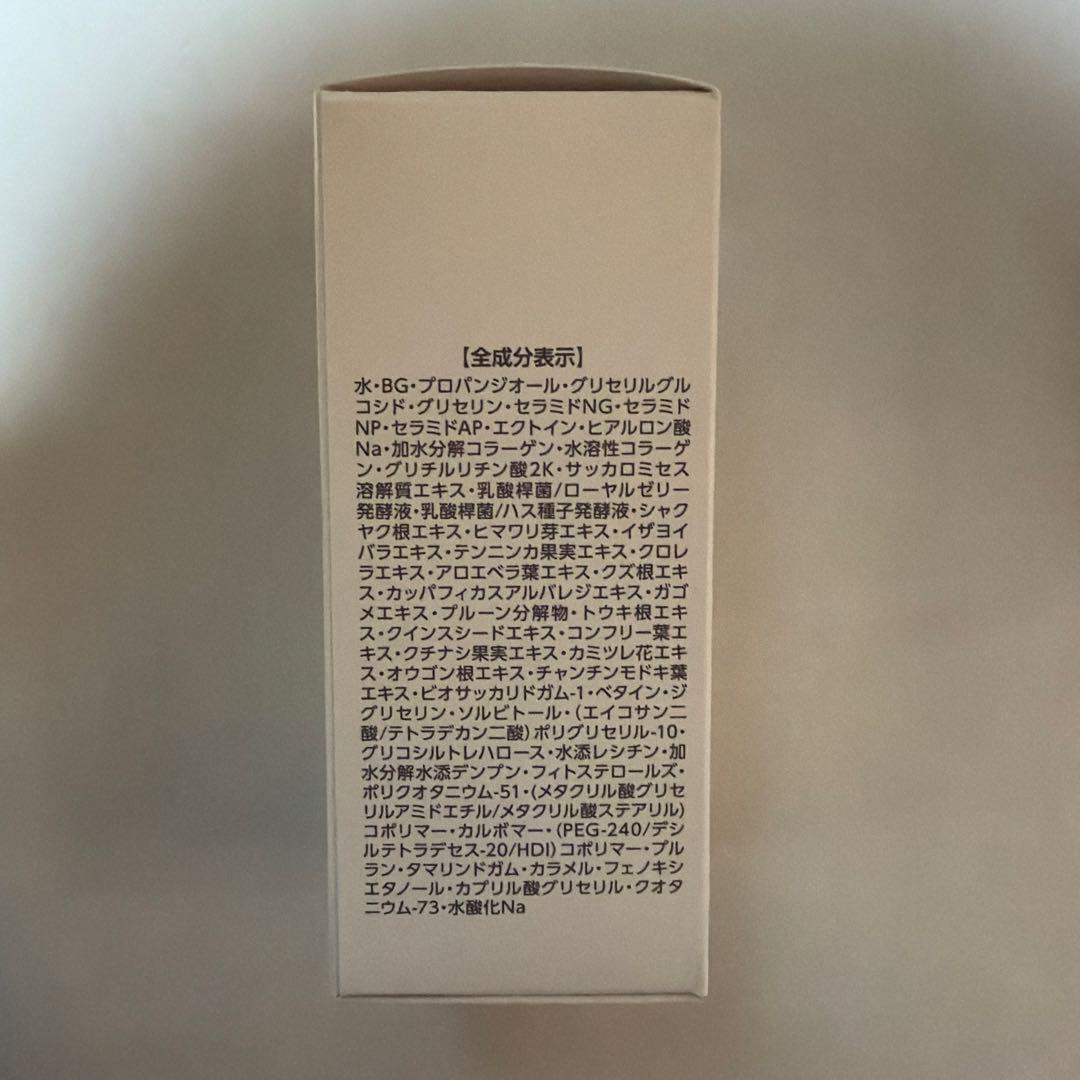 【全成分表示】
水・BG・プロパンジオール・グリセリルグル
コシド・グリセリン・セラミドNG・セラミド
NP・セラミドAP・エクトイン・ヒアルロン酸
Na・加水分解コラーゲン・水溶性コラーゲ
ン・グリチルリチン酸2K・サッカロミセス
溶解質エキス・乳酸桿菌/ローヤルゼリー
発酵液・乳酸桿菌/ハス種子発酵液・シャク
ヤク根エキス・ヒマワリ芽エキス・イザヨイ
バラエキス・テンニンカ果実エキス・クロレ
ラエキス・アロエベラ葉エキス・クズ根エキ
ス・カッパフィカスアルバレジエキス・ガゴ
メエキス・プルーン分解物・トウキ根エキ
ス・クインスシードエキス・コンフリー葉エ
キス・クチナシ果実エキス・カミツレ花エキ
ス・オウゴン根エキス・チャンチンモドキ葉
エキス・ビオサッカリドガム-1・ベタイン・ジ
グリセリン・ソルビトール・(エイコサン二
酸/テトラデカン二酸)ポリグリセリル-10・
グリコシルトレハロース・水添レシチン・加
水分解水添デンプン・フィトステロールズ・
ポリクオタニウム-51・(メタクリル酸グリセ
リルアミドエチル/メタクリル酸ステアリル)
コポリマー・カルボマー・(PEG-240/デシ
ルテトラデセス-20/HDI)コポリマー・プル
ラン・タマリンドガム・カラメル・フェノキシ
エタノール・カプリル酸グリセリル・クオタ
ニウム-73・水酸化Na